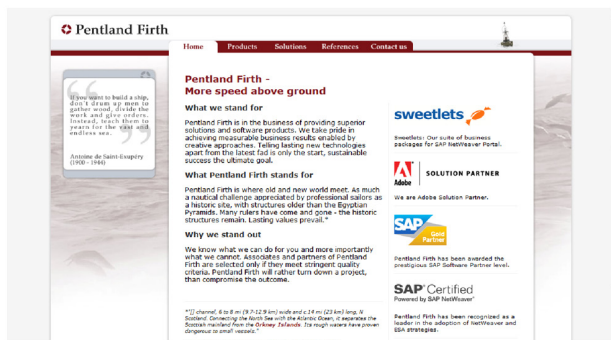 Pentland Firth
Home Products Solutions References Contact us
If you want to build a ship,
don't drum up men to
gather wood, divide the
work and give orders.
Instead, teach them to
yearn for the vast and
endless sea.
Antoine de Saint-Exupéry
(1900 - 1944)
Pentland Firth -
More speed above ground
What we stand for
Pentland Firth is in the business of providing superior
solutions and software products. We take pride in
achieving measurable business results enabled by
creative approaches. Telling lasting new technologies
apart from the latest fad is only the start, sustainable
success the ultimate goal.
What Pentland Firth stands for
Pentland Firth is where old and new world meet. As much
a nautical challenge appreciated by professional sailors as
a historic site, with structures older than the Egyptian
Pyramids. Many rulers have come and gone - the historic
structures remain. Lasting values prevail.*
Why we stand out
We know what we can do for you and more importantly
what we cannot. Associates and partners of Pentland
Firth are selected only if they meet stringent quality
criteria. Pentland Firth will rather turn down a project,
than compromise the outcome.
*"[] channel, 6 to 8 mi (9.7-12.9 km) wide and c.14 mi (23 km) long, N
Scotland. Connecting the North Sea with the Atlantic Ocean, it separates the
Scottish mainland from the Orkney Islands. Its rough waters have proven
dangerous to small vessels."
sweetlets
Sweetlets: Our suite of business
packages for SAP NetWeaver Portal.
Adobe SOLUTION PARTNER
We are Adobe Solution Partner.
SAP Gold
Partner
Pentland Firth has been awarded the
prestigious SAP Software Partner level.
SAP® Certified
Powered by SAP NetWeaver®
Pentland Firth has been recognized as a
leader in the adoption of NetWeaver and
ESA strategies.